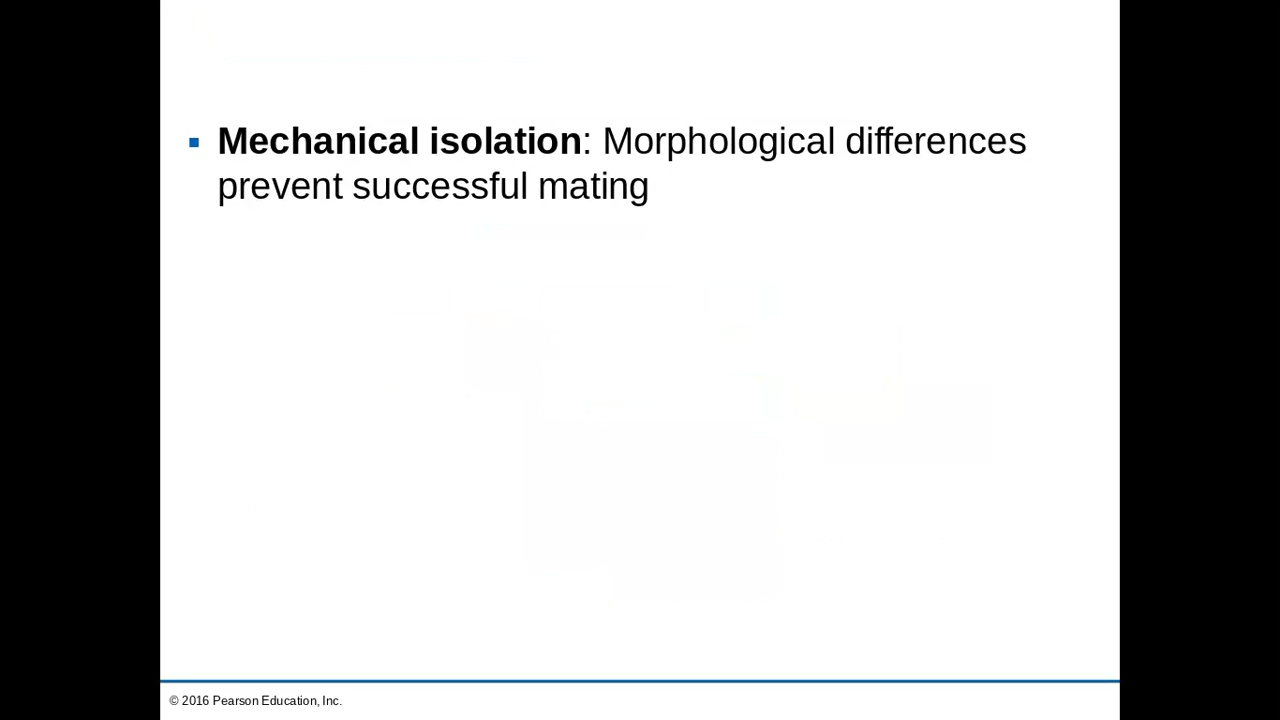 Mechanical isolation: Morphological differences
prevent successful mating
© 2016 Pearson Education, Inc.